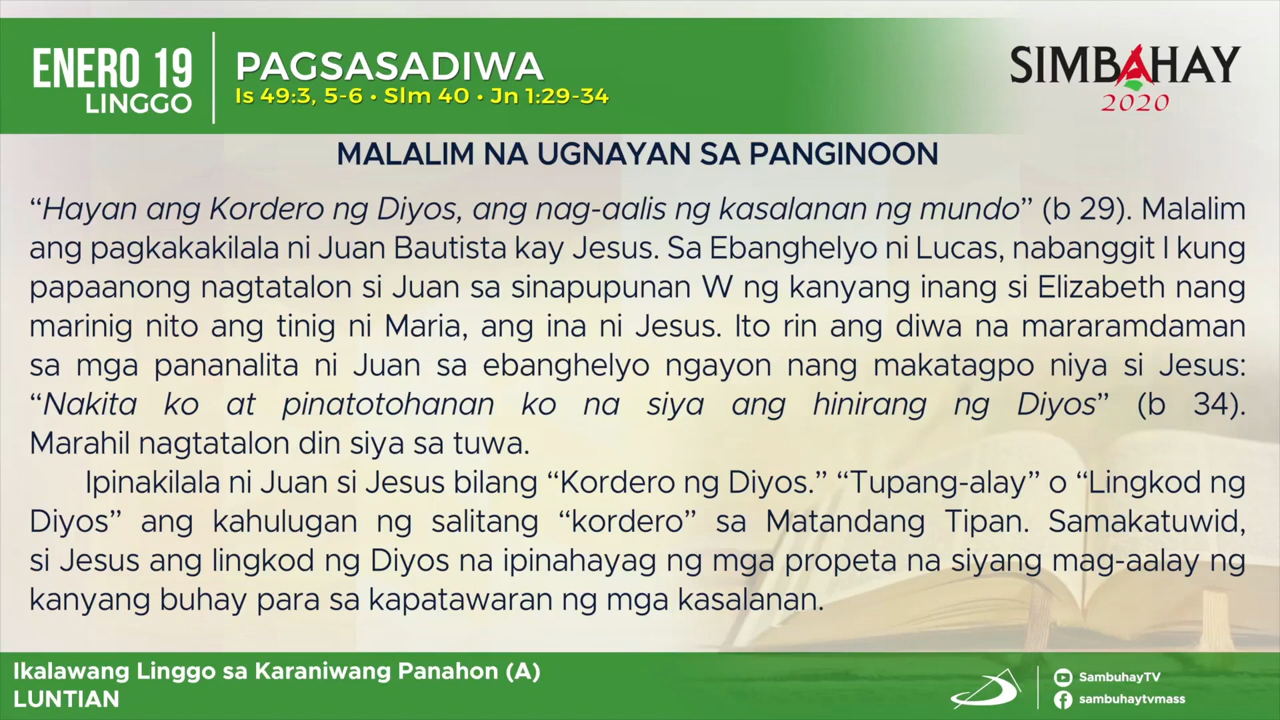 ENERO 19
LINGGO
PAGSASADIWA
Is 49:3, 5-6 • Slm 40 • Jn 1:29-34
SIMBAHAY
2020
MALALIM NA UGNAYAN SA PANGINOON
“Hayan ang Kordero ng Diyos, ang nag-aalis ng kasalanan ng mundo” (b 29). Malalim
ang pagkakakilala ni Juan Bautista kay Jesus. Sa Ebanghelyo ni Lucas, nabanggit I kung
papaanong nagtatalon si Juan sa sinapupunan W ng kanyang inang si Elizabeth nang
marinig nito ang tinig ni Maria, ang ina ni Jesus. Ito rin ang diwa na mararamdaman
sa mga pananalita ni Juan sa ebanghelyo ngayon nang makatagpo niya si Jesus:
“Nakita ko at pinatotohanan ko na siya ang hinirang ng Diyos” (b 34).
Marahil nagtatalon din siya sa tuwa.
Ipinakilala ni Juan si Jesus bilang “Kordero ng Diyos.” “Tupang-alay” o “Lingkod ng
Diyos” ang kahulugan ng salitang “kordero” sa Matandang Tipan. Samakatuwid,
si Jesus ang lingkod ng Diyos na ipinahayag ng mga propeta na siyang mag-aalay ng
kanyang buhay para sa kapatawaran ng mga kasalanan.
Ikalawang Linggo sa Karaniwang Panahon (A)
LUNTIAN
SambuhayTV
sambuhaytvmass